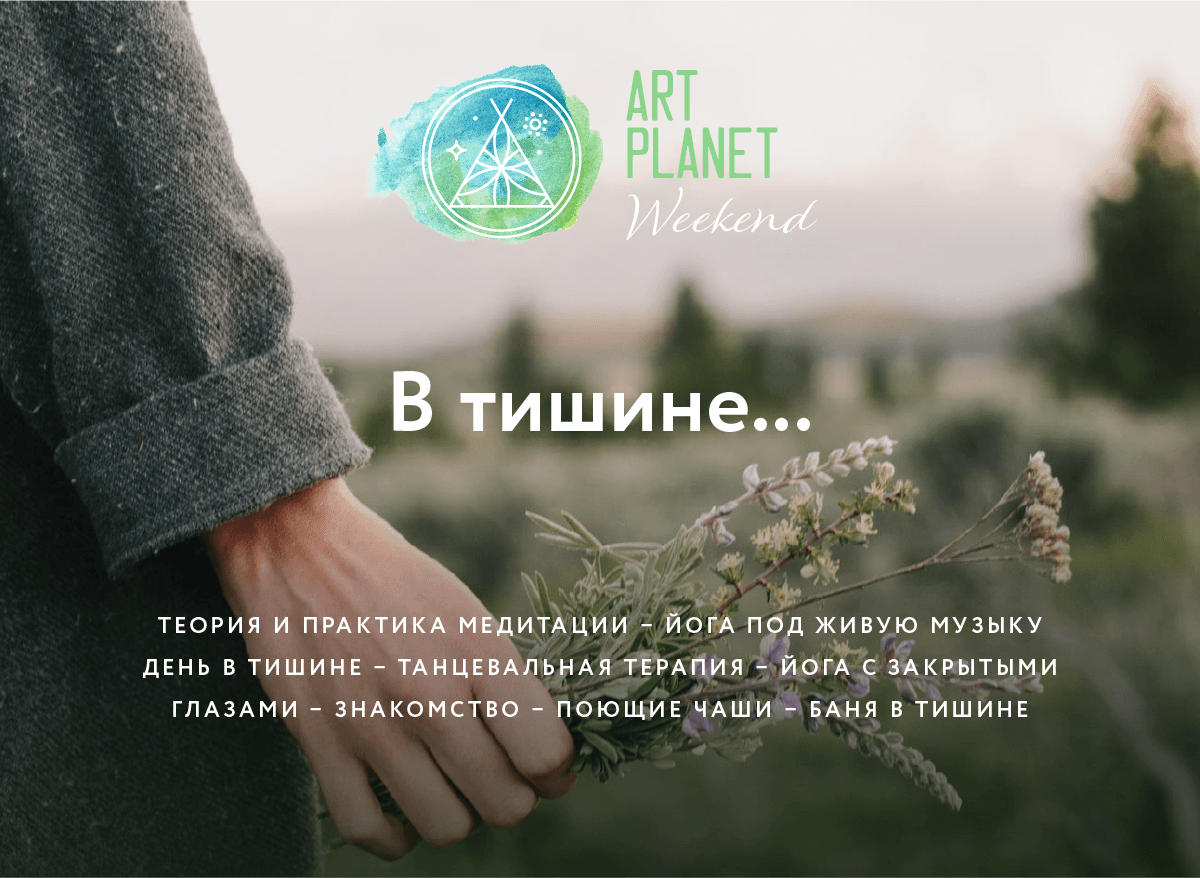 ART
PLANET
Weekend
В тишине...
ТЕОРИЯ И ПРАКТИКА МЕДИТАЦИИ – ЙОГА ПОД ЖИВУЮ МУЗЫКУ
ДЕНЬ В ТИШИНЕ – ТАНЦЕВАЛЬНАЯ ТЕРАПИЯ – ЙОГА С ЗАКРЫТЫМИ
ГЛАЗАМИ – ЗНАКОМСТВО – ПОЮЩИЕ ЧАШИ – БАНЯ В ТИШИНЕ